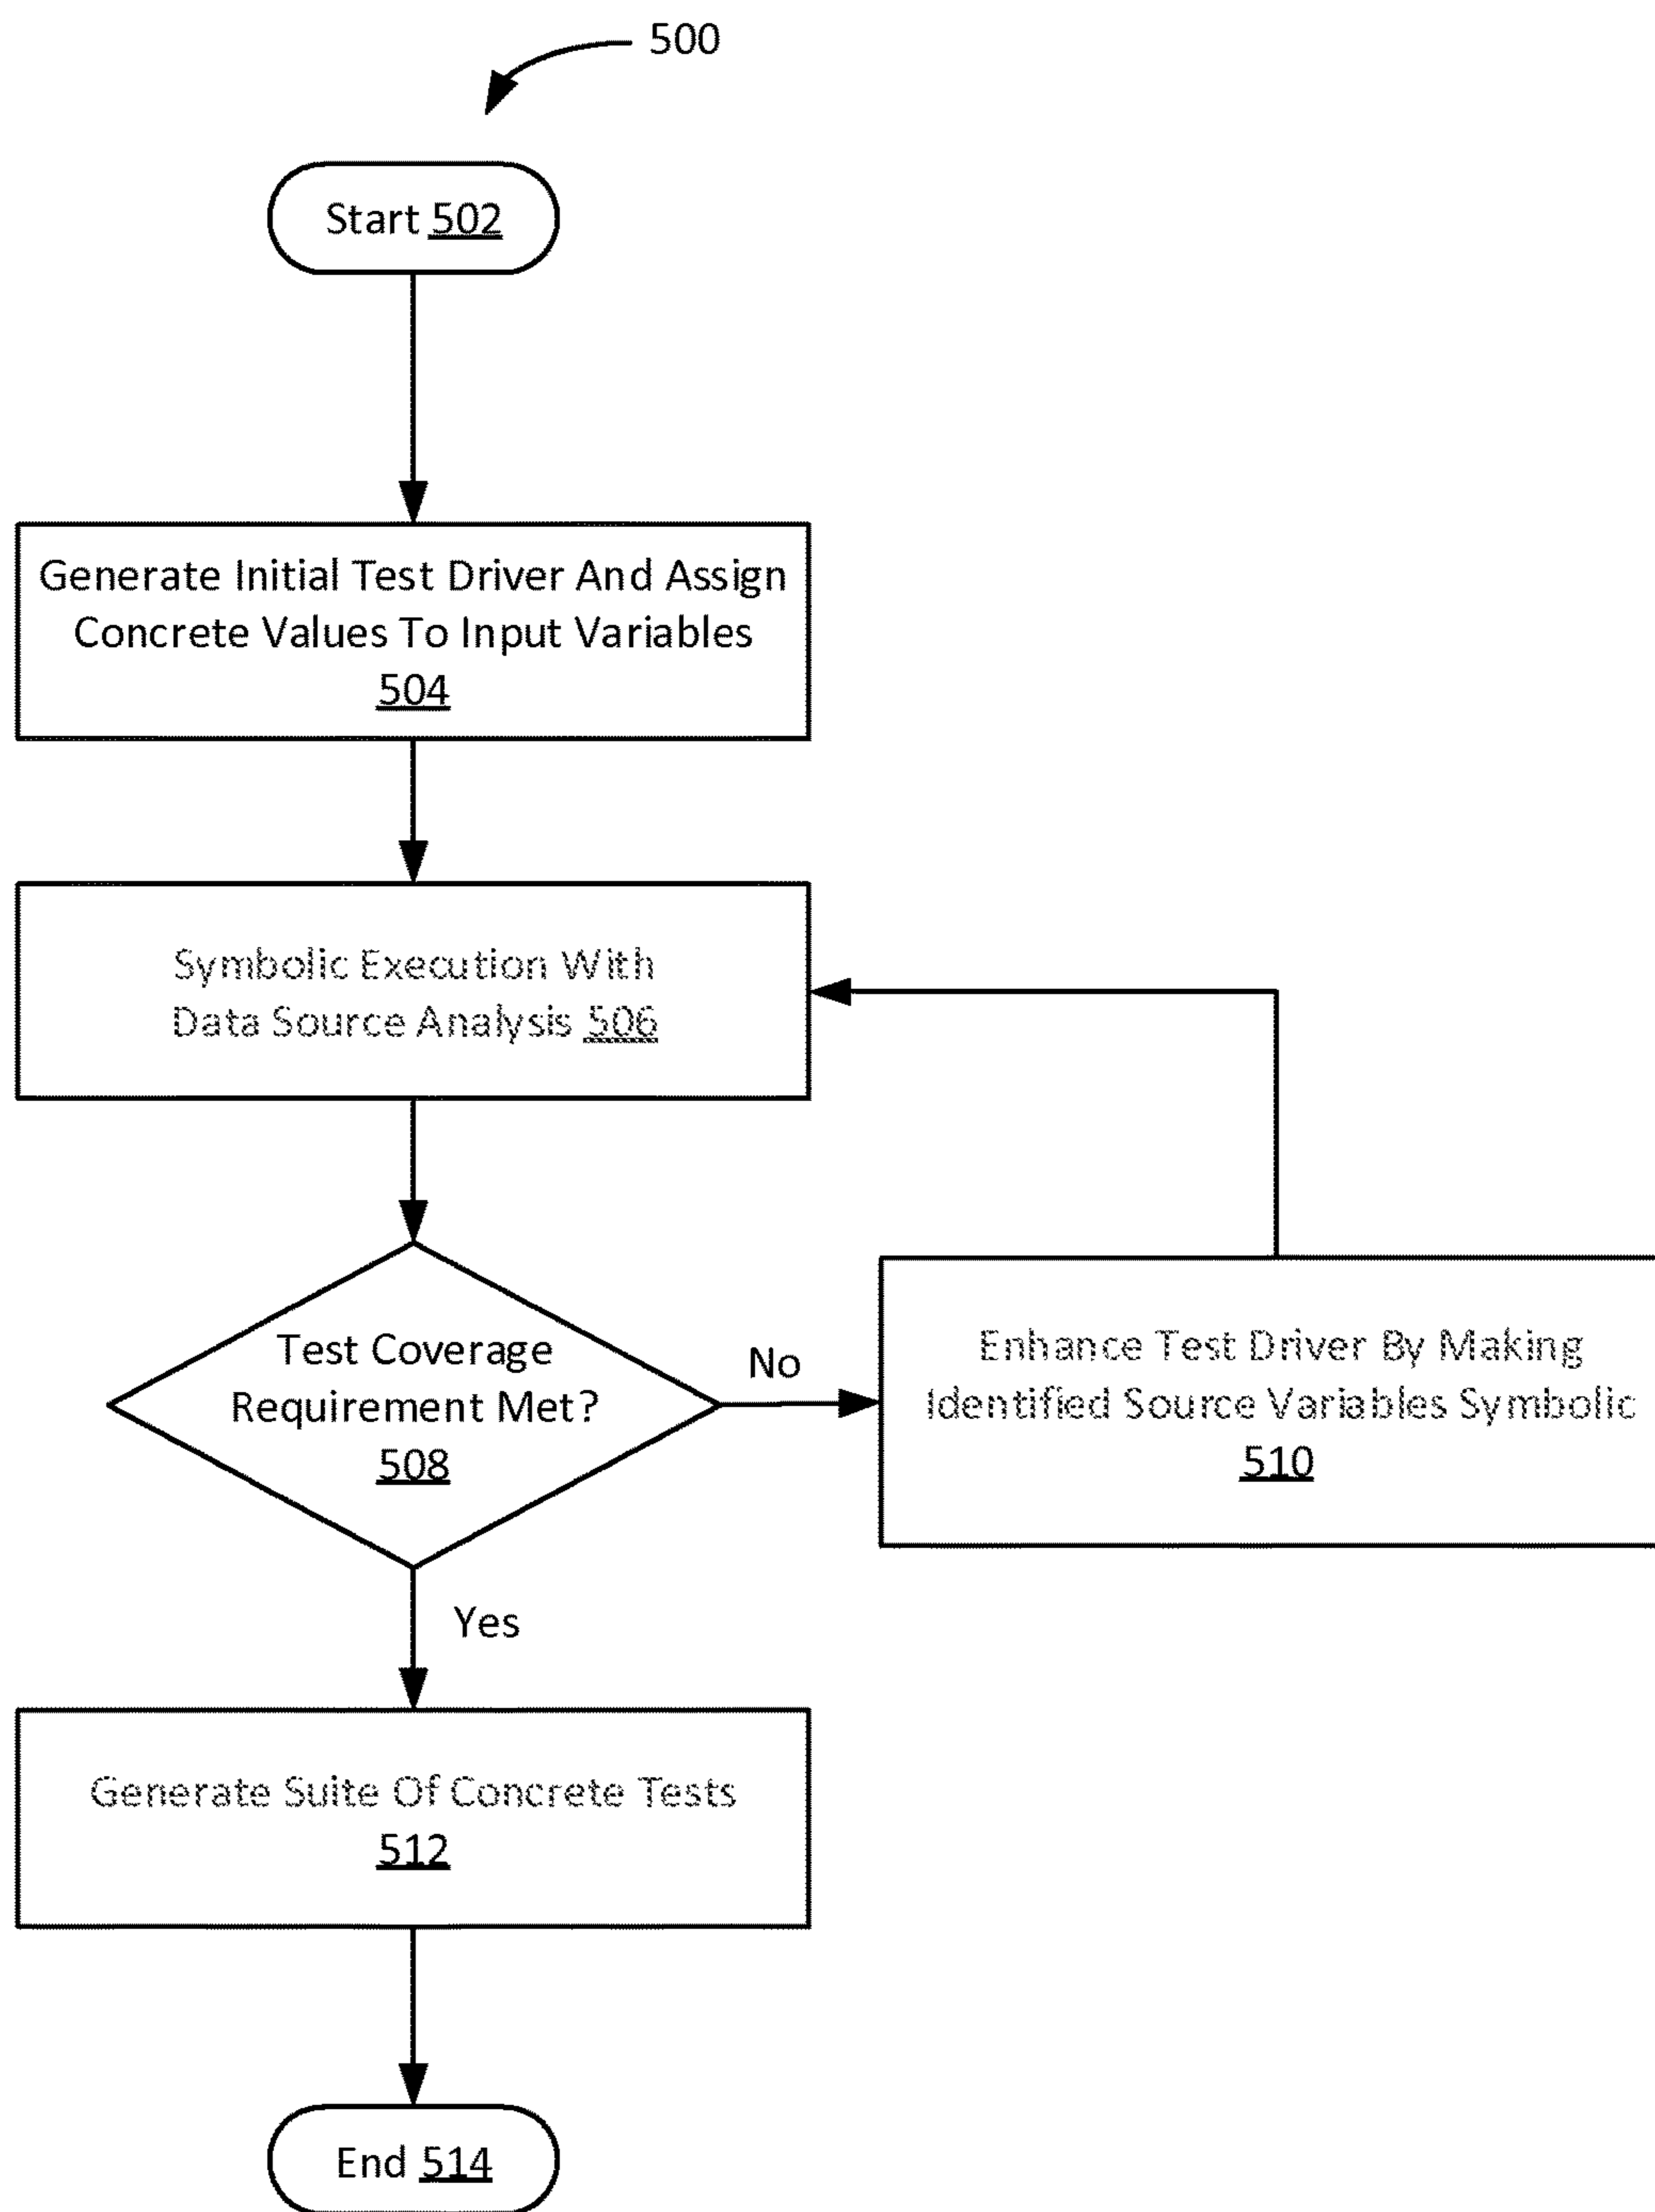 500
Start 502
Generate Initial Test Driver And Assign
Concrete Values To Input Variables
504
Symbolic Execution With
Data Source Analysis 506
Test Coverage
Requirement Met?
508
No
Enhance Test Driver By Making
Identified Source Variables Symbolic
510
Yes
Generate Suite Of Concrete Tests
512
End 514